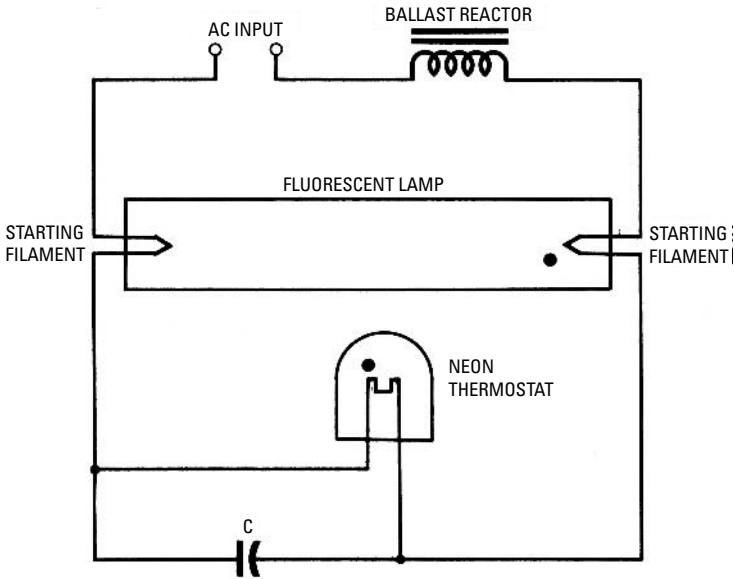 AC INPUT
BALLAST REACTOR
FLUORESCENT LAMP
STARTING
FILAMENT
STARTING
FILAMENT
NEON
THERMOSTAT
C